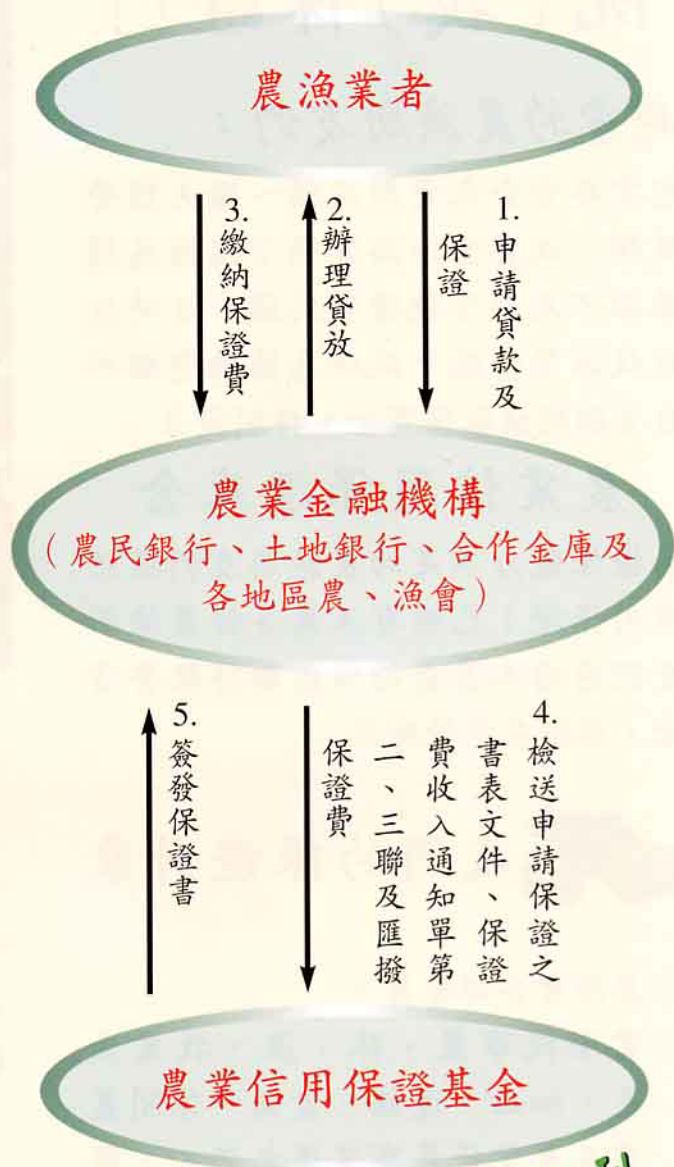 農漁業者
1.申請貸款及
保證
2.辦理貸放
3.繳納保證費
農業金融機構
（農民銀行、土地銀行、合作金庫及
各地區農、漁會）
4.檢送申請保證之
書表文件、保證
費收入通知單第
二、三聯及匯撥
保證費
5.簽發保證書
農業信用保證基金